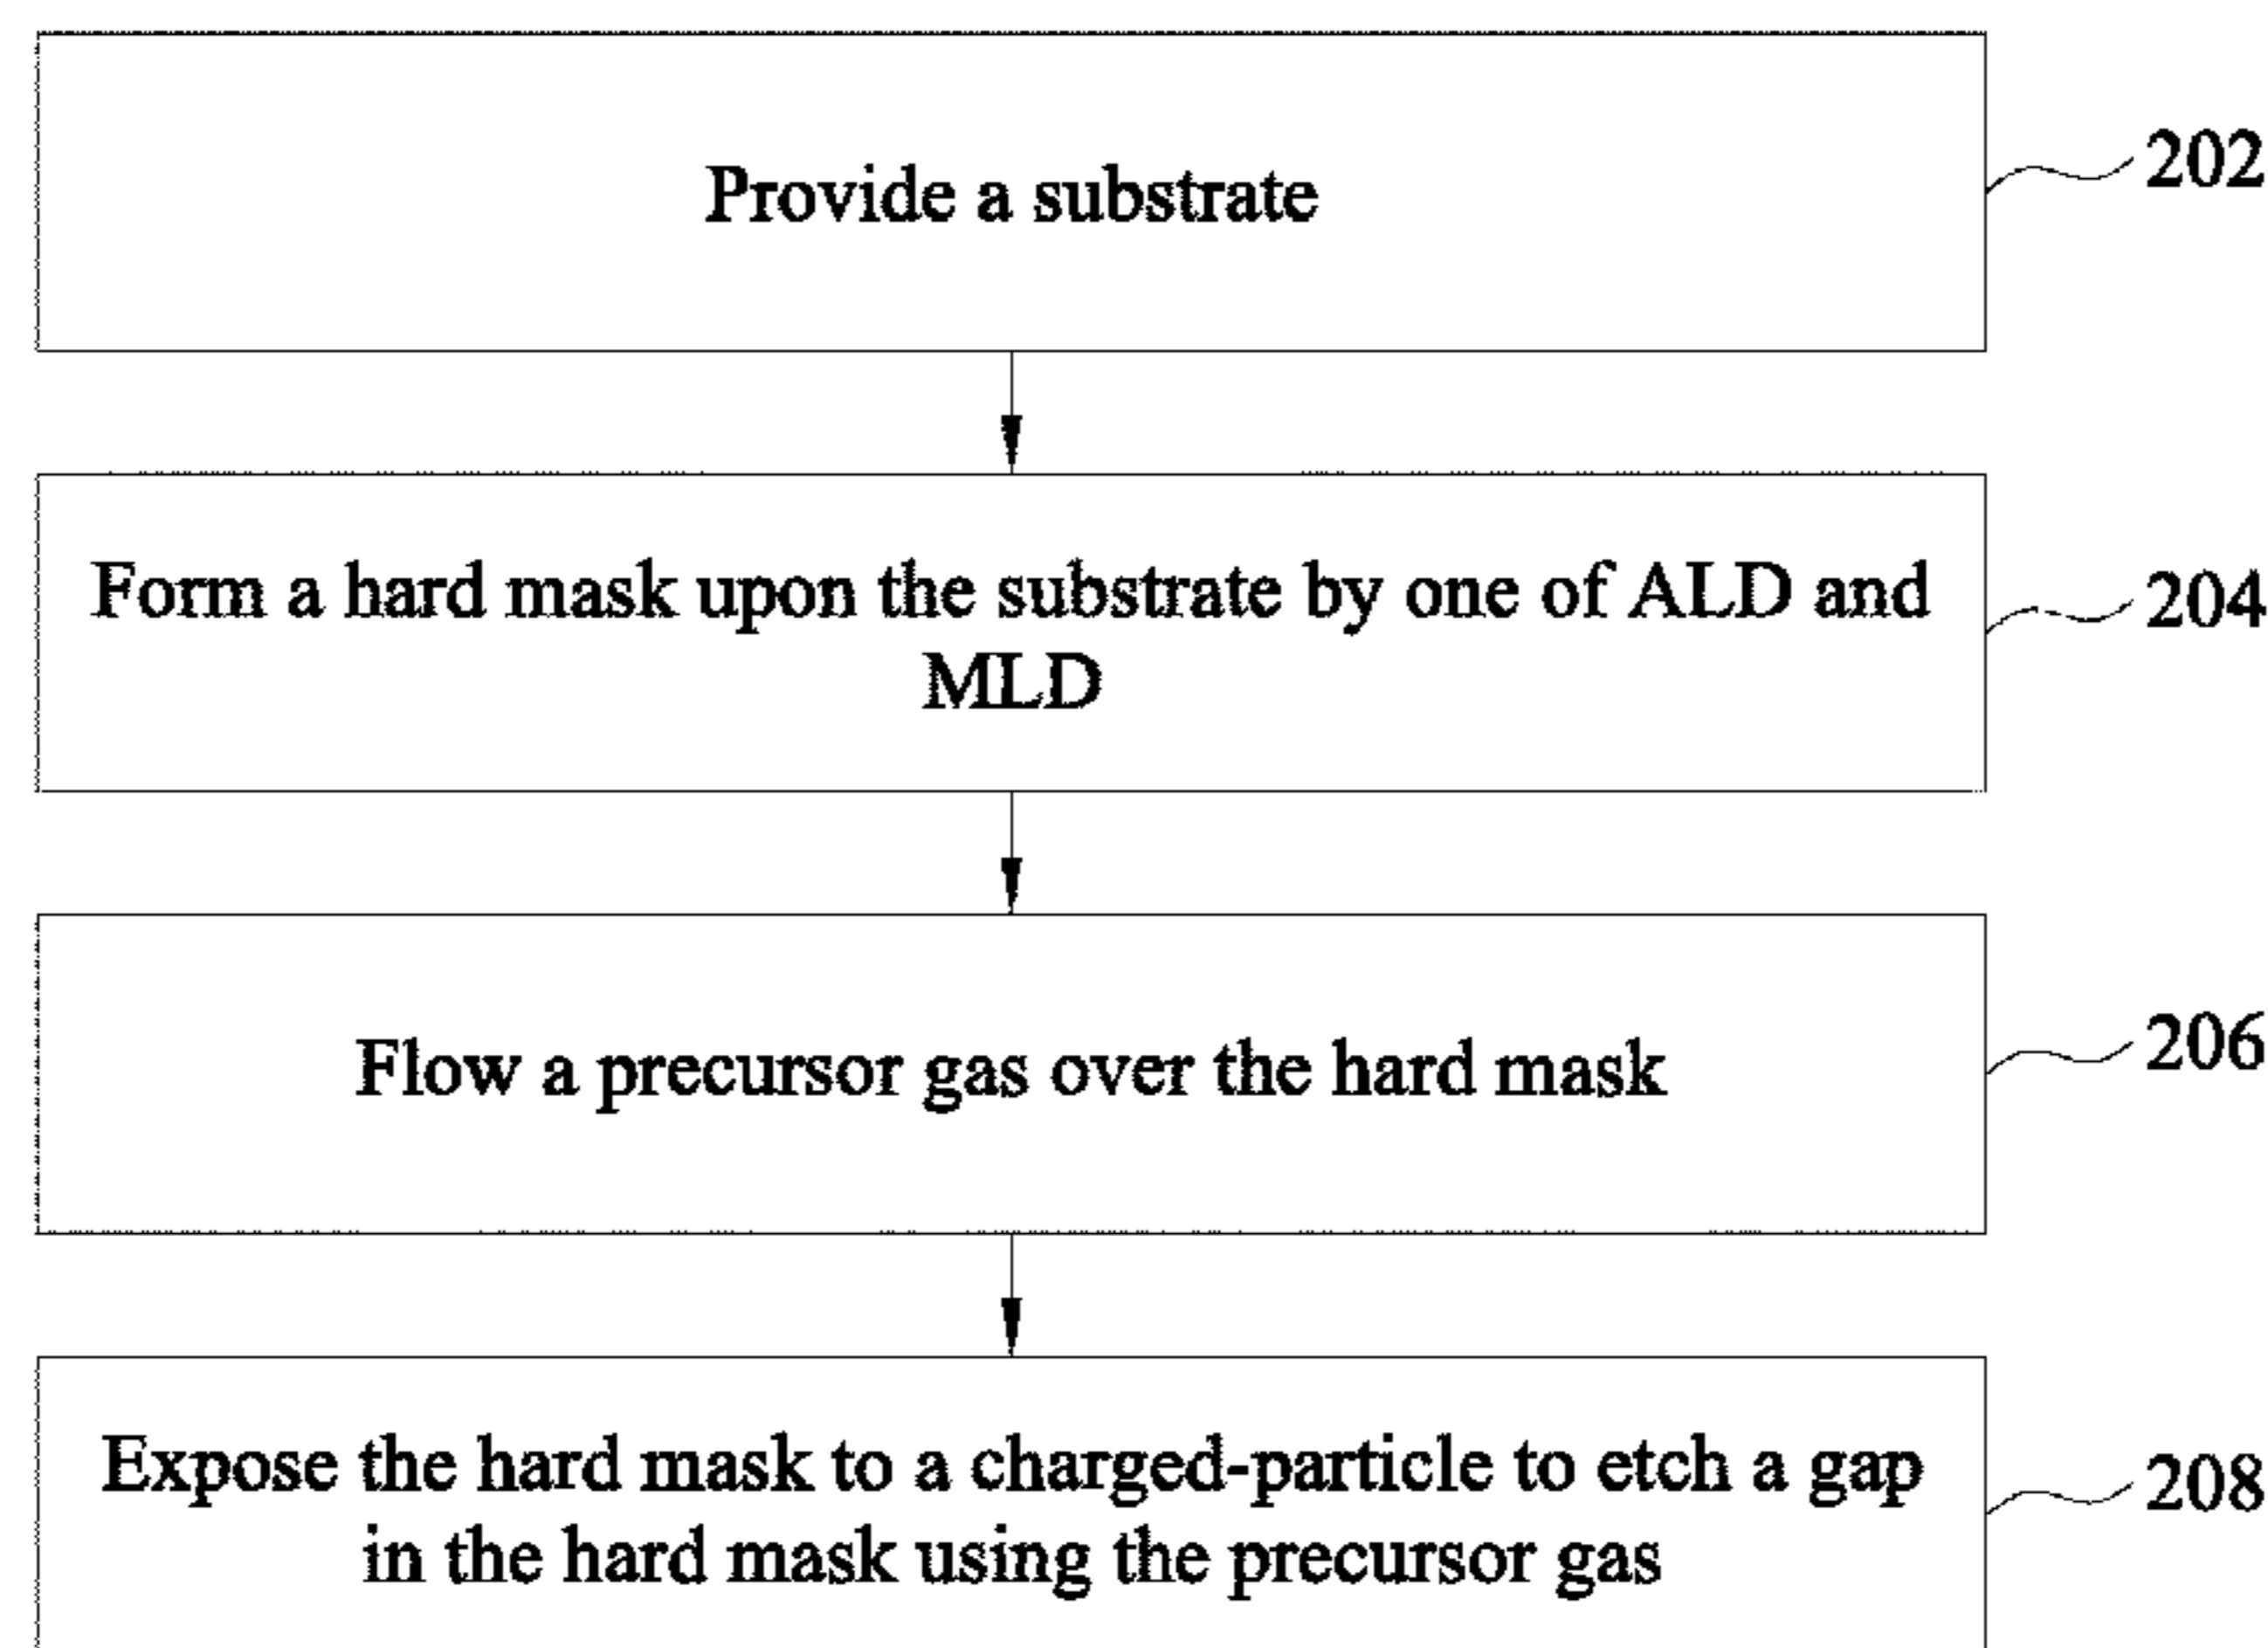 Provide a substrate
202
Form a hard mask upon the substrate by one of ALD and
MLD
204
Flow a precursor gas over the hard mask
206
Expose the hard mask to a charged-particle to etch a gap
in the hard mask using the precursor gas
208